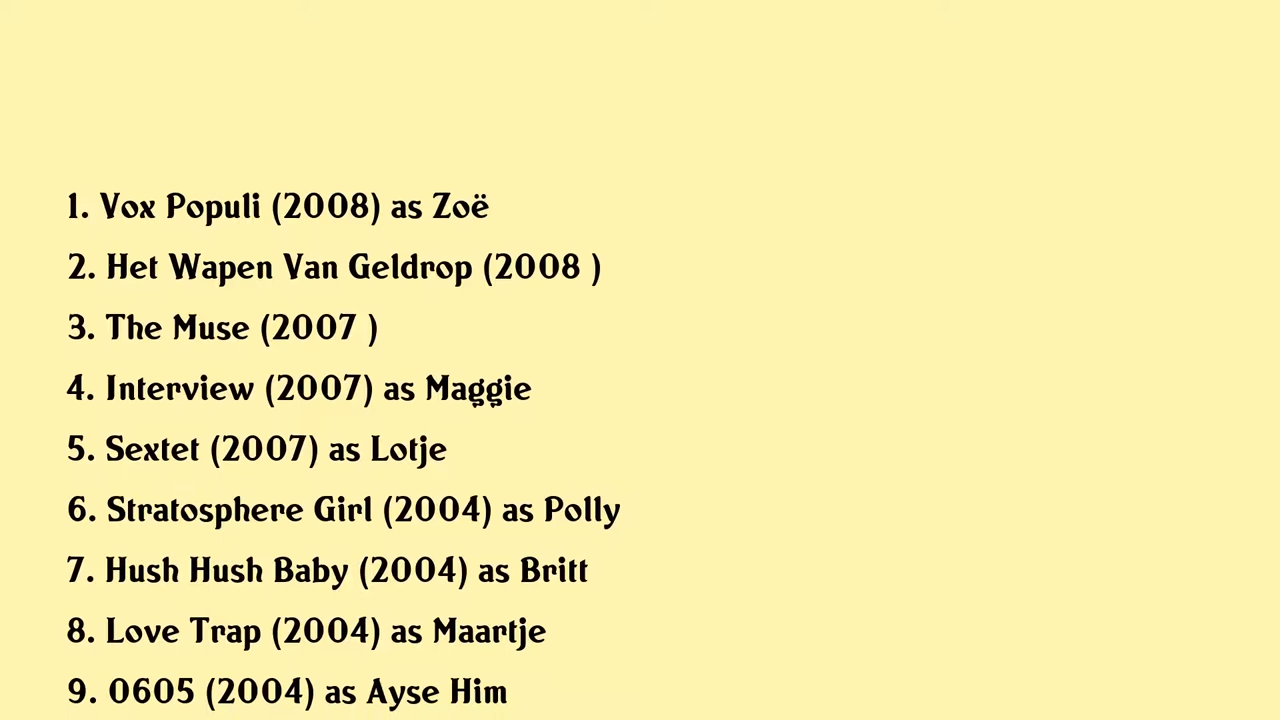 1. Vox Populi (2008) as Zoë
2. Het Wapen Van Geldrop (2008 )
3. The Muse (2007 )
4. Interview (2007) as Maggie
5. Sextet (2007) as Lotje
6. Stratosphere Girl (2004) as Polly
7. Hush Hush Baby (2004) as Britt
8. Love Trap (2004) as Maartje
9. 0605 (2004) as Ayse Him